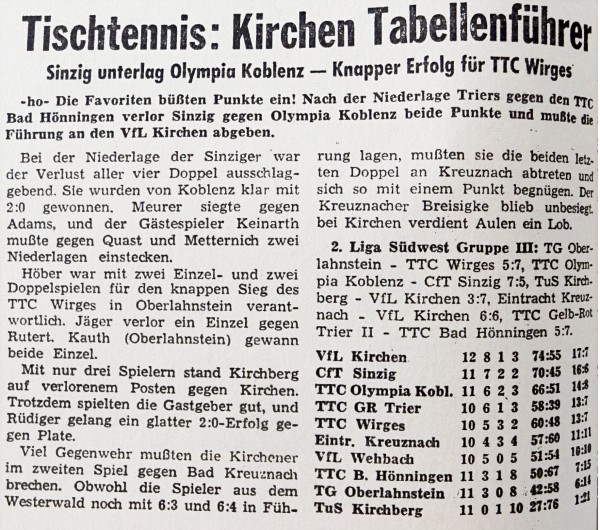 Tischtennis: Kirchen Tabellenführer
Sinzig unterlag Olympia Koblenz — Knapper Erfolg für TTC Wirges
-ho- Die Favoriten büßten Punkte ein! Nach der Niederlage Triers gegen den TTC
Bad Hönningen verlor Sinzig gegen Olympia Koblenz beide Punkte und mußte die
Führung an den VfL Kirchen abgeben.
Bei der Niederlage der Sinziger war
der Verlust aller vier Doppel ausschlag-
gebend. Sie wurden von Koblenz klar mit
2:0 gewonnen. Meurer siegte gegen
Adams, und der Gästespieler Keinarth
mußte gegen Quast und Metternich zwei
Niederlagen einstecken.
Höber war mit zwei Einzel- und zwei
Doppelspielen für den knappen Sieg des
TTC Wirges in Oberlahnstein verant-
wortlich. Jäger verlor ein Einzel gegen
Rutert. Kauth (Oberlahnstein) gewann
beide Einzel.
Mit nur drei Spielern stand Kirchberg
auf verlorenem Posten gegen Kirchen.
Trotzdem spielten die Gastgeber gut, und
Rüdiger gelang ein glatter 2:0-Erfolg ge-
gen Plate.
Viel Gegenwehr mußten die Kirchener
im zweiten Spiel gegen Bad Kreuznach
brechen. Obwohl die Spieler aus dem
Westerwald noch mit 6:3 und 6:4 in Füh-
rung lagen, mußten sie die beiden letz-
ten Doppel an Kreuznach abtreten und
sich so mit einem Punkt begnügen. Der
Kreuznacher Breisigke blieb unbesiegt.
bei Kirchen verdient Aulen ein Lob.
2. Liga Südwest Gruppe III: TG Ober-
lahnstein - TTC Wirges 5:7, TTC Olym-
pia Koblenz - CfT Sinzig 7:5, TuS Kirch-
berg - VfL Kirchen 3:7, Eintracht Kreuz-
nach - VfL Kirchen 6:6, TTC Gelb-Rot
Trier II - TTC Bad Hönningen 5:7.
VfL Kirchen 12 8 1 3 74:55 17:7
CfT Sinzig 11 7 2 2 70:45 16:6
TTC Olympia Kobl. 11 6 2 3 66:51 14:8
TTC GR Trier 10 6 1 3 58:39 13:7
TTC Wirges 10 5 3 2 60:48 13:7
Eintr. Kreuznach 10 4 3 4 57:60 11:11
VfL Wehbach 10 5 0 5 51:54 10:10
TTC B. Hönningen 11 3 1 8 50:67 7:15
TG Oberlahnstein 11 3 0 8 42:58 6:14
TuS Kirchberg 11 0 1 10 27:76 1:21